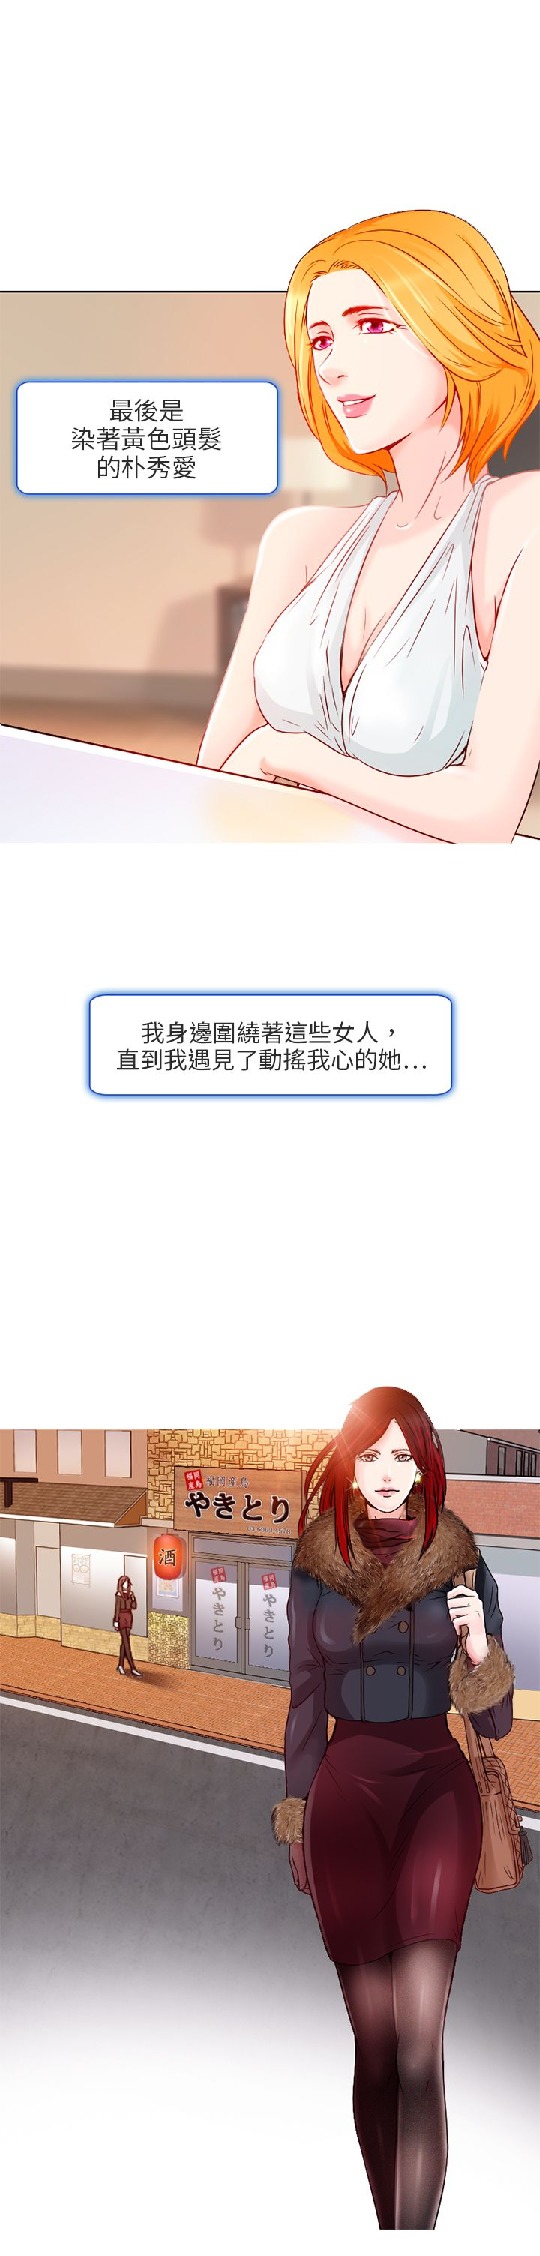 最後是
染著黃色頭髮
的朴秀愛
我身邊圍繞著這些女人，
直到我遇見了動搖我心的她...
やきとり
酒
やきとり
やきとり